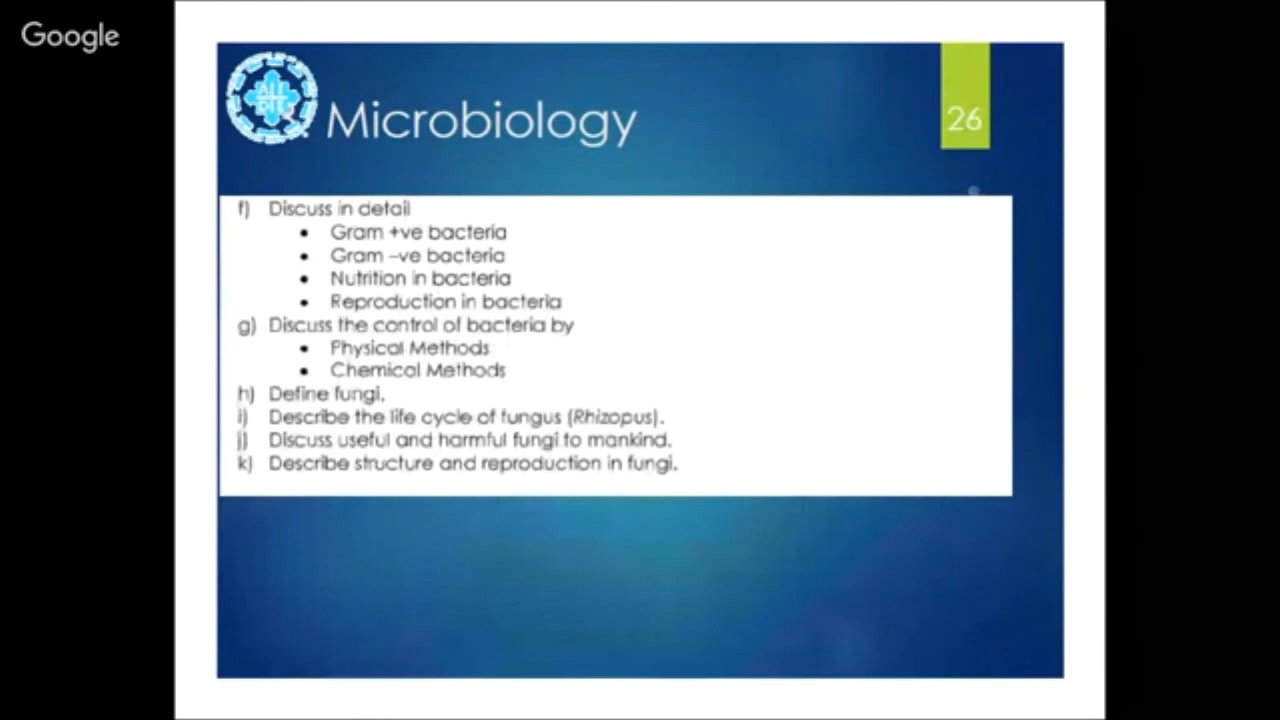 Google
Microbiology
26
f) Discuss in detail
• Gram +ve bacteria
• Gram –ve bacteria
• Nutrition in bacteria
• Reproduction in bacteria
g) Discuss the control of bacteria by
• Physical Methods
• Chemical Methods
h) Define fungi.
i) Describe the life cycle of fungus (Rhizopus).
j) Discuss useful and harmful fungi to mankind.
k) Describe structure and reproduction in fungi.